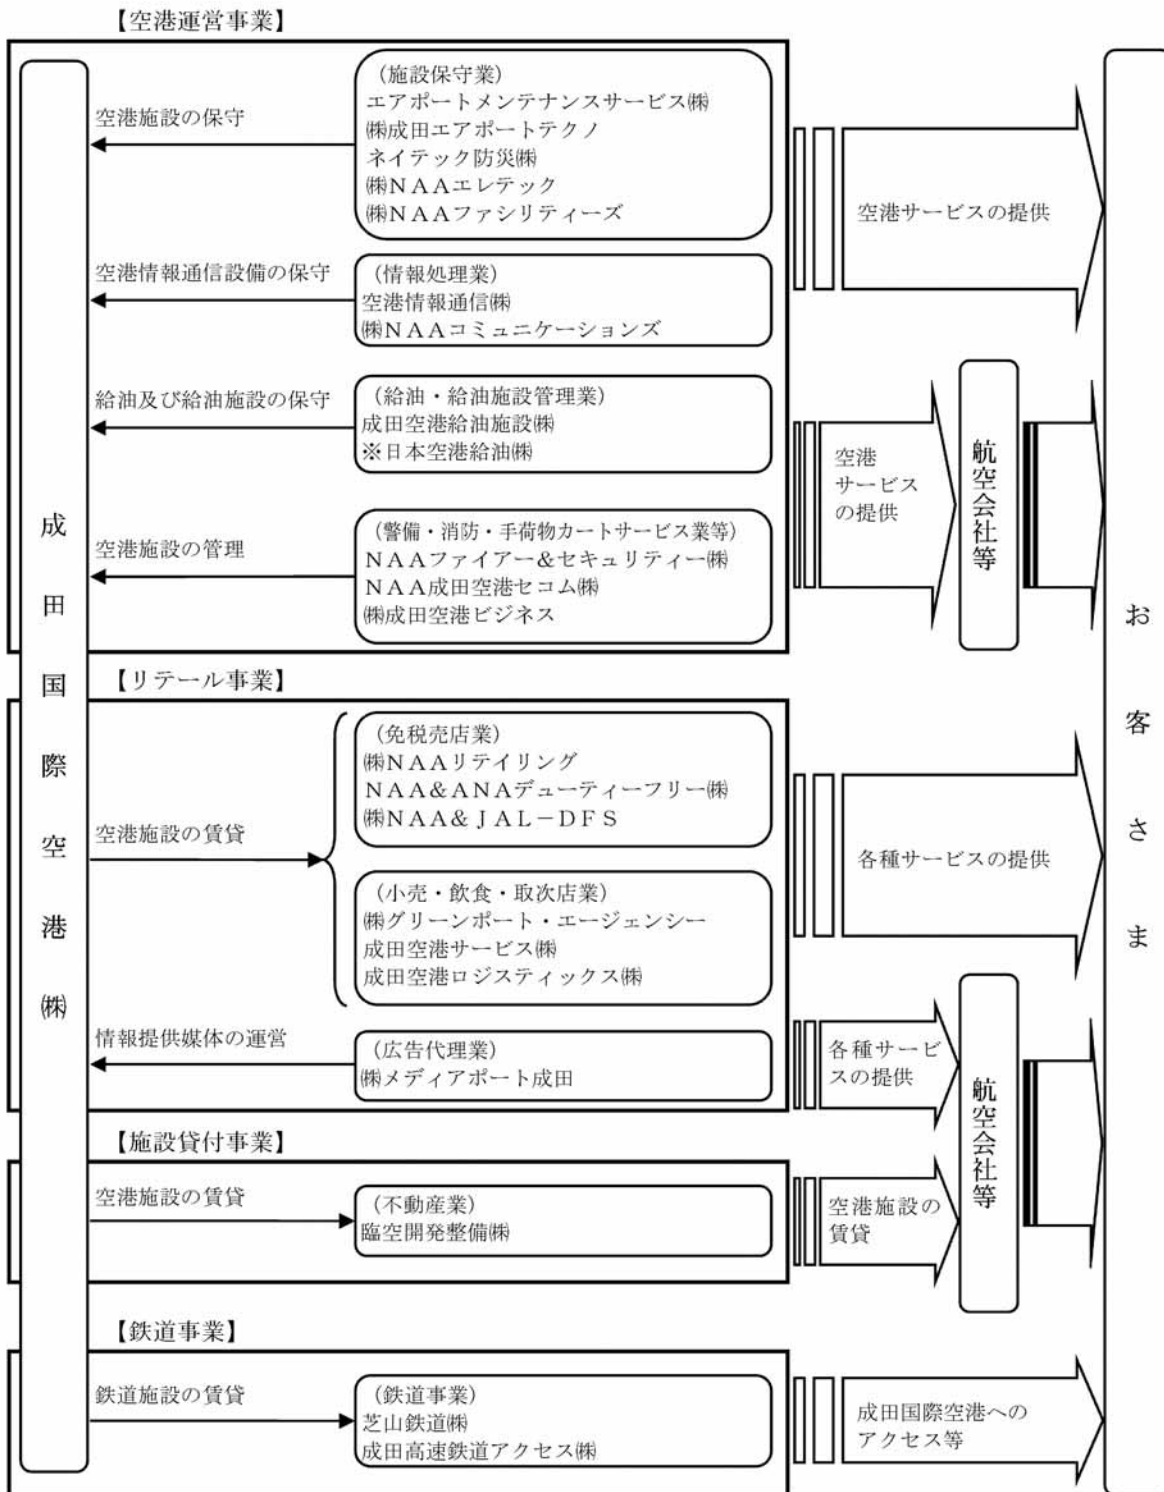 【空港運営事業】
空港施設の保守
（施設保守業）
エアポートメンテナンスサービス㈱
㈱成田エアポートテクノ
ネイテック防災㈱
㈱ＮＡＡエレテック
㈱ＮＡＡファシリティーズ
空港情報通信設備の保守
（情報処理業）
空港情報通信㈱
㈱ＮＡＡコミュニケーションズ
空港サービスの提供
給油及び給油施設の保守
（給油・給油施設管理業）
成田空港給油施設㈱
※日本空港給油㈱
空港施設の管理
（警備・消防・手荷物カートサービス業等）
ＮＡＡファイアー＆セキュリティー㈱
ＮＡＡ成田空港セコム㈱
㈱成田空港ビジネス
空港
サービス
の提供
航空会社等
成田国際空港㈱
お客さま
【リテール事業】
空港施設の賃貸
（免税売店業）
㈱ＮＡＡリテイリング
ＮＡＡ＆ＡＮＡデューティーフリー㈱
㈱ＮＡＡ＆ＪＡＬ－ＤＦＳ
（小売・飲食・取次店業）
㈱グリーンポート・エージェンシー
成田空港サービス㈱
成田空港ロジスティックス㈱
各種サービスの提供
情報提供媒体の運営
（広告代理業）
㈱メディアポート成田
各種サービ
スの提供
航空会社等
【施設貸付事業】
空港施設の賃貸
（不動産業）
臨空開発整備㈱
空港施設の
賃貸
【鉄道事業】
鉄道施設の賃貸
（鉄道事業）
芝山鉄道㈱
成田高速鉄道アクセス㈱
成田国際空港への
アクセス等